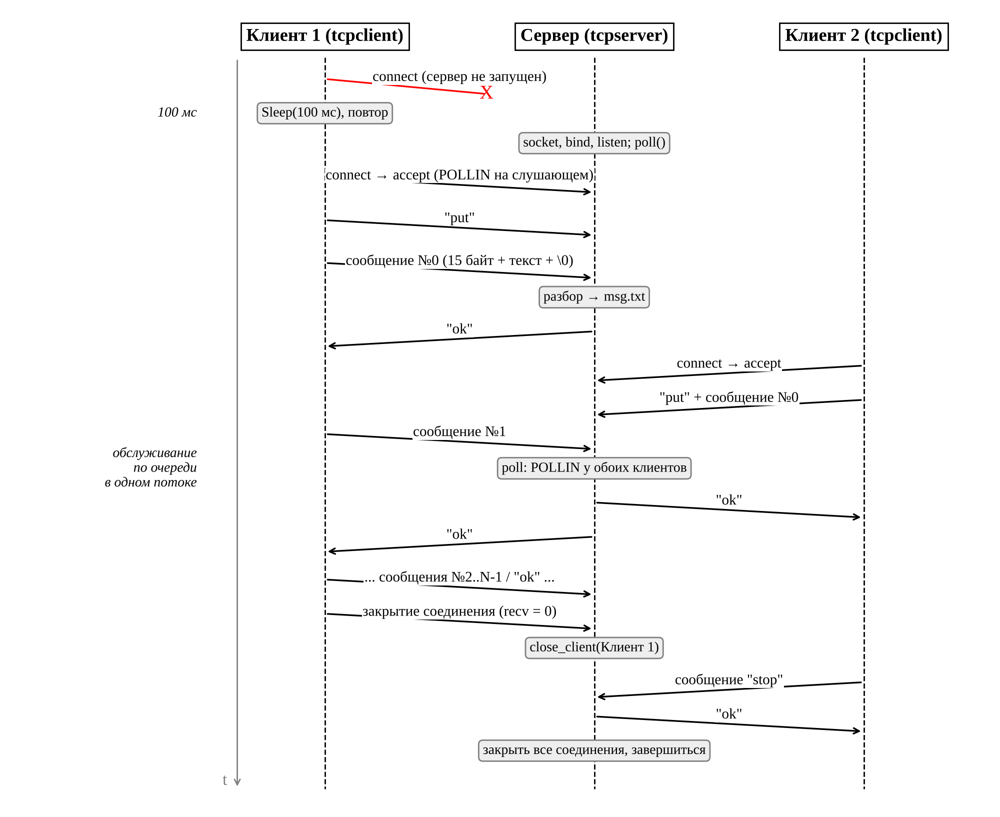 Клиент 1 (tcpclient)
Сервер (tcpserver)
Клиент 2 (tcpclient)
connect (сервер не запущен)
X
100 мс
Sleep(100 мс), повтор
socket, bind, listen; poll()
connect → accept (POLLIN на слушающем)
"put"
сообщение №0 (15 байт + текст + \0)
разбор → msg.txt
"ok"
connect → accept
"put" + сообщение №0
сообщение №1
обслуживание
по очереди
в одном потоке
poll: POLLIN у обоих клиентов
"ok"
"ok"
... сообщения №2..N-1 / "ok" ...
закрытие соединения (recv = 0)
close_client(Клиент 1)
сообщение "stop"
"ok"
закрыть все соединения, завершиться
t